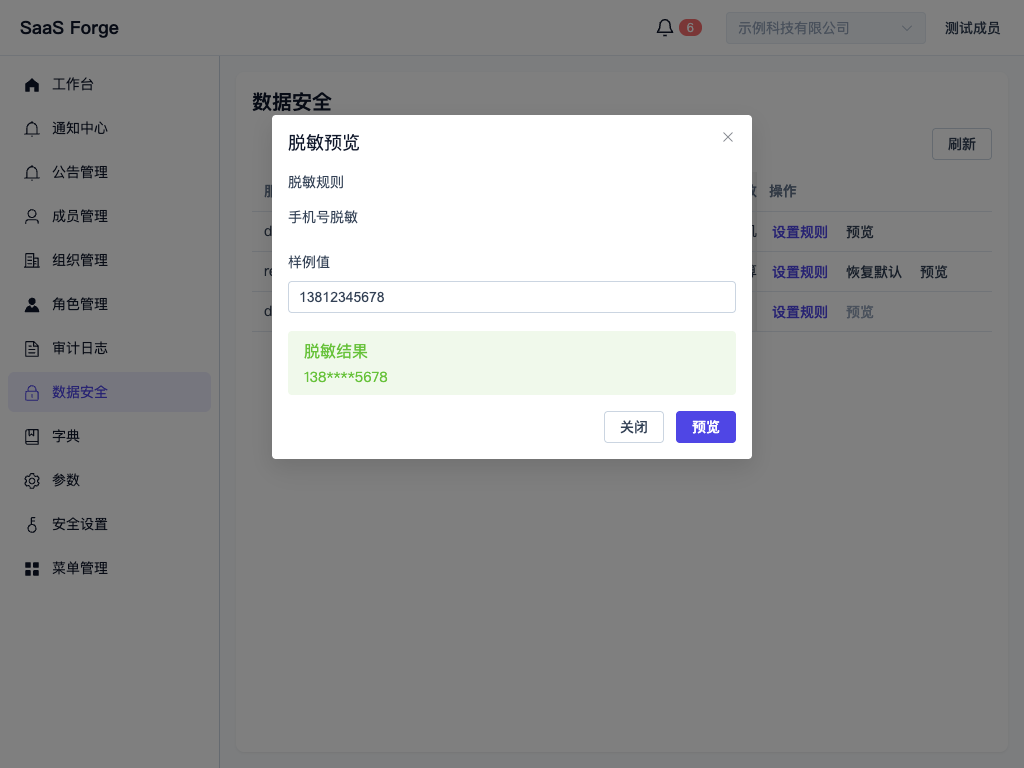 SaaS Forge
6
示例科技有限公司
测试成员
工作台
通知中心
公告管理
成员管理
组织管理
角色管理
审计日志
数据安全
字典
参数
安全设置
菜单管理
数据安全
刷新
操作
设置规则 预览
设置规则 恢复默认 预览
设置规则 预览
脱敏预览
脱敏规则
手机号脱敏
样例值
13812345678
脱敏结果
138****5678
关闭 预览